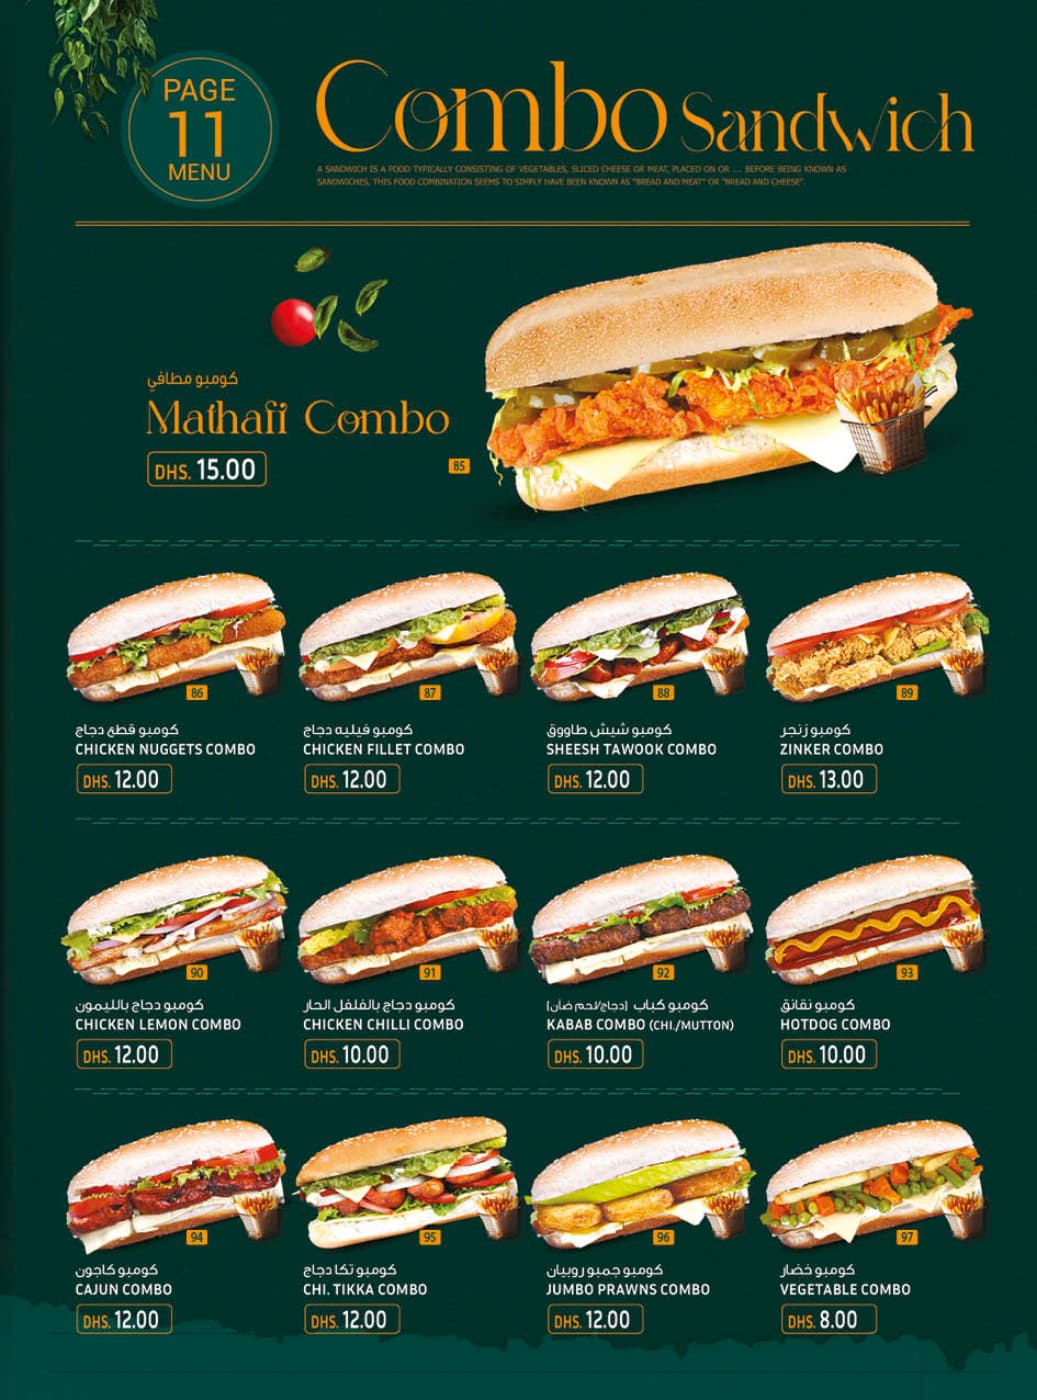 PAGE
11
MENU
Combo Sandwich
A SANDWICH IS A FOOD TYPICALLY CONSISTING OF VEGETABLES, SLICED CHEESE OR MEAT, PLACED ON OR .... BEFORE BEING KNOWN AS
SANDWICHES, THIS FOOD COMBINATION SEEMS TO SIMPLY HAVE BEEN KNOWN AS "BREAD AND MEAT" OR "BREAD AND CHEESE".
كومبو مطافي
Mathafi Combo
DHS. 15.00
85
86
87
88
89
كومبو قطع دجاج
CHICKEN NUGGETS COMBO
DHS. 12.00
كومبو فيليه دجاج
CHICKEN FILLET COMBO
DHS. 12.00
كومبو شيش طاووق
SHEESH TAWOOK COMBO
DHS. 12.00
كومبو زنجر
ZINKER COMBO
DHS. 13.00
90
91
92
93
كومبو دجاج بالليمون
CHICKEN LEMON COMBO
DHS. 12.00
كومبو دجاج بالفلفل الحار
CHICKEN CHILLI COMBO
DHS. 10.00
كومبو كباب (دجاج/لحم ضأن)
KABAB COMBO (CHI./MUTTON)
DHS. 10.00
كومبو نقانق
HOTDOG COMBO
DHS. 10.00
94
95
96
97
كومبو كاجون
CAJUN COMBO
DHS. 12.00
كومبو تكا دجاج
CHI. TIKKA COMBO
DHS. 12.00
كومبو جمبو روبيان
JUMBO PRAWNS COMBO
DHS. 12.00
كومبو خضار
VEGETABLE COMBO
DHS. 8.00